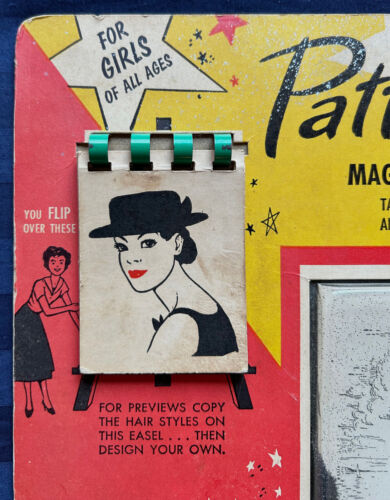 FOR
GIRLS
OF ALL AGES
MAG
TA
YOU FLIP
OVER THESE
FOR PREVIEWS COPY
THE HAIR STYLES ON
THIS EASEL . . . THEN
DESIGN YOUR OWN.